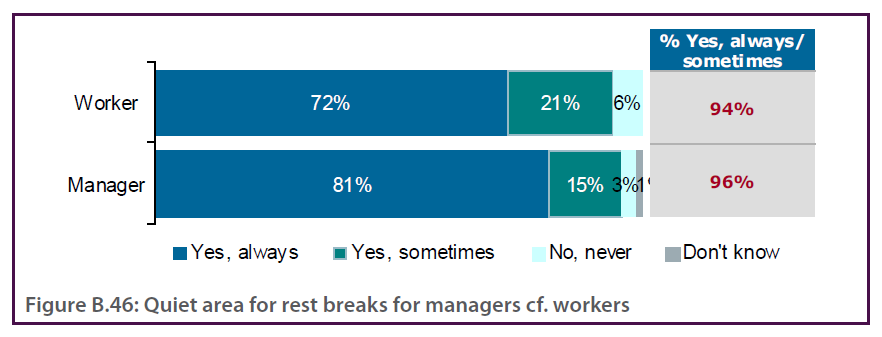 % Yes, always/
sometimes
Worker
72%
21%
6%
94%
Manager
81%
15%
3%
1%
96%
Yes, always
Yes, sometimes
No, never
Don't know
Figure B.46: Quiet area for rest breaks for managers cf. workers